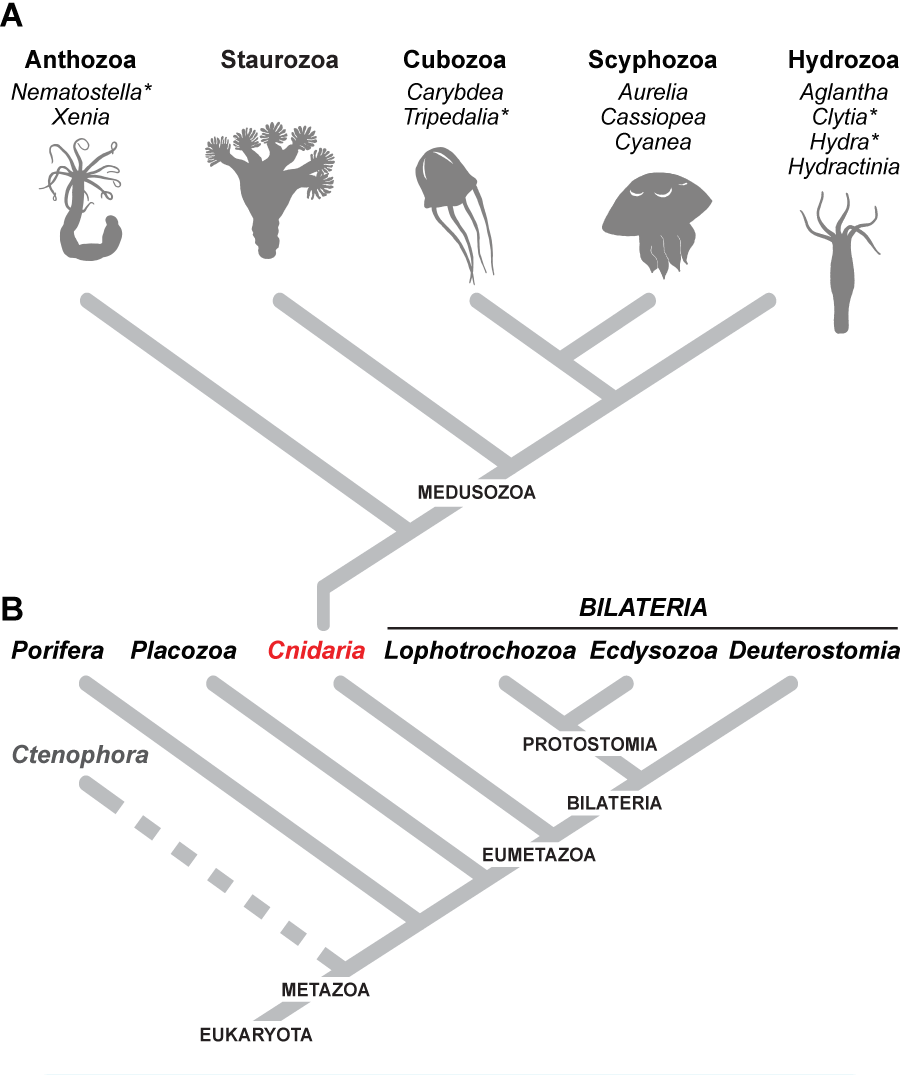 A
Anthozoa
Nematostella*
Xenia
Staurozoa
Cubozoa
Carybdea
Tripedalia*
Scyphozoa
Aurelia
Cassiopea
Cyanea
Hydrozoa
Aglantha
Clytia*
Hydra*
Hydractinia
MEDUSOZOA
B
BILATERIA
Porifera Placozoa Cnidaria Lophotrochozoa Ecdysozoa Deuterostomia
Ctenophora
PROTOSTOMIA
BILATERIA
EUMETAZOA
METAZOA
EUKARYOTA